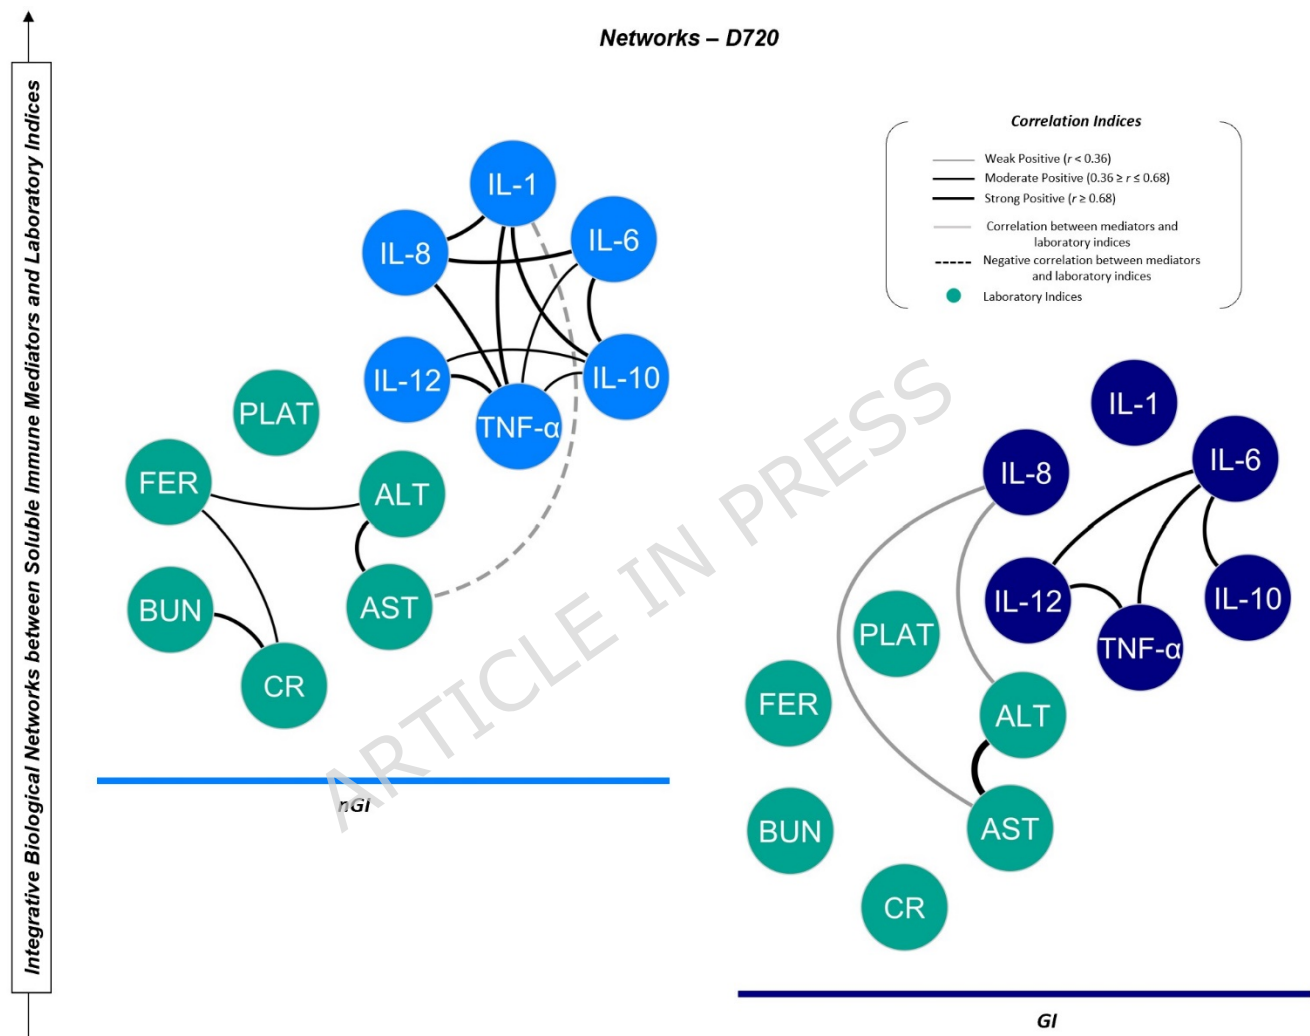 Networks – D720
Integrative Biological Networks between Soluble Immune Mediators and Laboratory Indices
Correlation Indices
Weak Positive (r < 0.36)
Moderate Positive (0.36 ≥ r ≤ 0.68)
Strong Positive (r ≥ 0.68)
Correlation between mediators and
laboratory indices
Negative correlation between mediators
and laboratory indices
Laboratory Indices
IL-1
IL-8
IL-6
IL-12
IL-10
TNF-α
PLAT
FER
ALT
BUN
AST
CR
nGI
IL-1
IL-8
IL-6
IL-12
IL-10
TNF-α
PLAT
FER
ALT
BUN
AST
CR
GI
ARTICLE IN PRESS